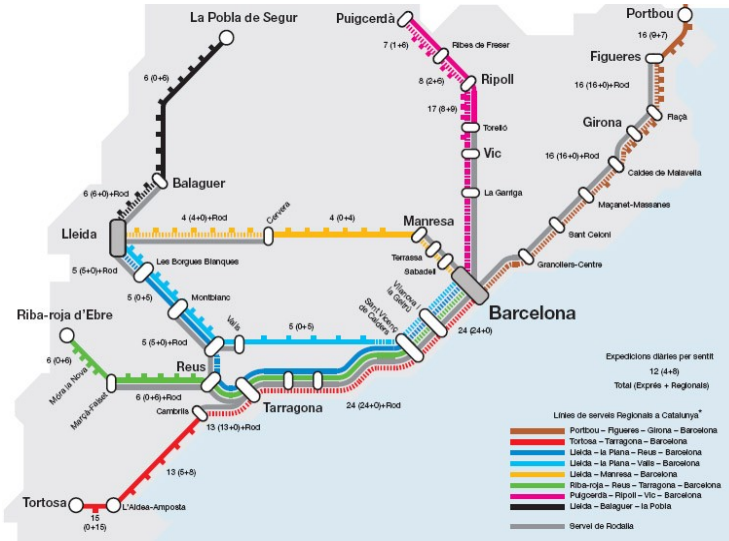 La Pobla de Segur
Puigcerdà
Portbou
7 (1+6)
Ribes de Freser
16 (9+7)
Figueres
6 (0+6)
8 (2+6)
Ripoll
16 (16+0)+Rod
17 (8+9)
Flaçà
Girona
Torelló
Vic
16 (16+0)+Rod
Caldes de Malavella
Balaguer
6 (6+0)+Rod
La Garriga
Maçanet-Massanes
Cervera
4 (4+0)+Rod
4 (0+4)
Manresa
Sant Celoni
Lleida
Terrassa
Sabadell
Granollers-Centre
5 (5+0)+Rod
Les Borgues Blanques
5 (0+5)
Montblanc
Vilanova i
la Geltrú
Sant Vicenç
de Calders
Barcelona
Riba-roja d'Ebre
Valls
5 (0+5)
24 (24+0)
5 (5+0)+Rod
6 (0+6)
Móra la Nova
Reus
Expedicions diàries per sentit
12 (4+8)
Total (Exprés + Regionals)
Marçà-Falset
6 (0+6)+Rod
Cambrils
Tarragona
24 (24+0)+Rod
13 (13+0)+Rod
Línies de serveis Regionals a Catalunya*
Portbou – Figueres – Girona – Barcelona
Tortosa – Tarragona – Barcelona
Lleida – la Plana – Reus – Barcelona
Lleida – la Plana – Valls – Barcelona
Lleida – Manresa – Barcelona
Riba-roja – Reus – Tarragona – Barcelona
Puigcerdà – Ripoll – Vic – Barcelona
Lleida – Balaguer – la Pobla
Servei de Rodalia
13 (5+8)
Tortosa
L'Aldea-Amposta
15
(0+15)